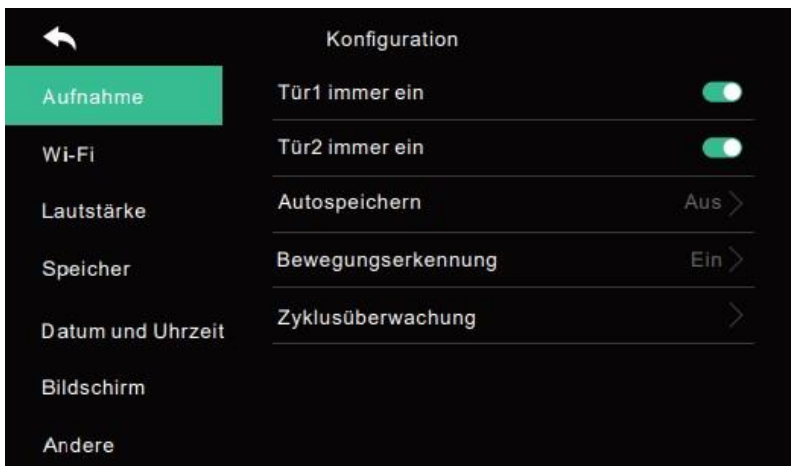 Konfiguration
Aufnahme
Wi-Fi
Lautstärke
Speicher
Datum und Uhrzeit
Bildschirm
Andere
Tür1 immer ein
Tür2 immer ein
Autospeichern Aus
Bewegungserkennung Ein
Zyklusüberwachung